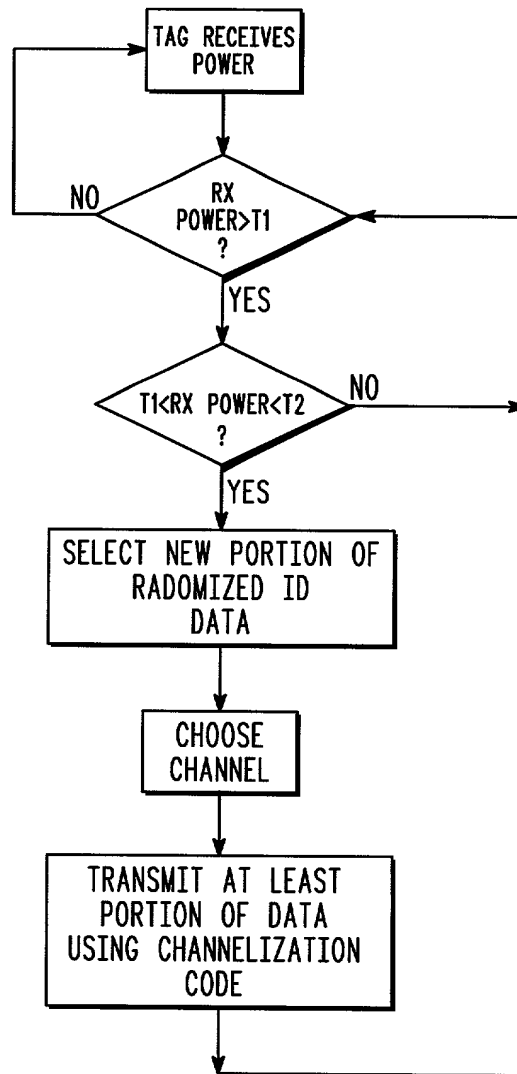 TAG RECEIVES
POWER
RX
POWER>T1
?
NO
YES
T1<RX POWER<T2
?
NO
YES
SELECT NEW PORTION OF
RADOMIZED ID
DATA
CHOOSE
CHANNEL
TRANSMIT AT LEAST
PORTION OF DATA
USING CHANNELIZATION
CODE